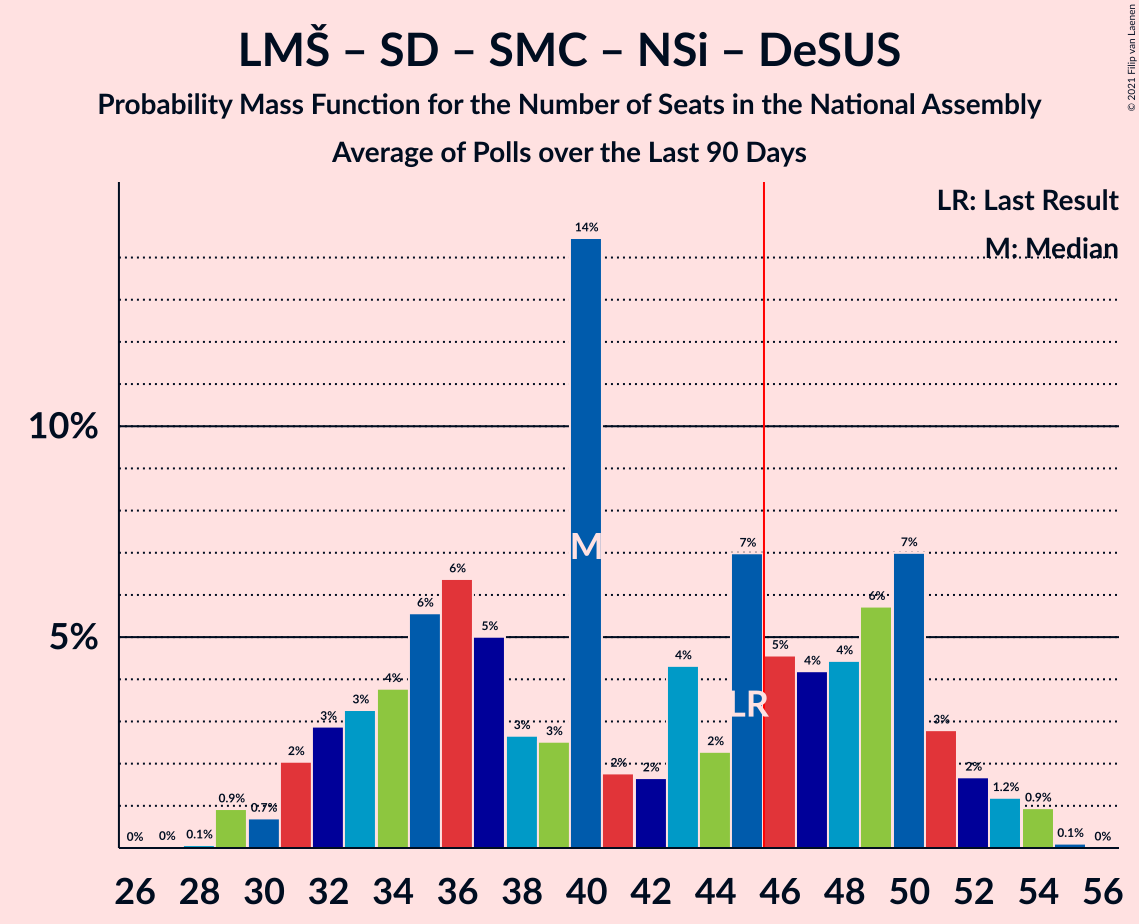 LMŠ – SD – SMC – NSi – DeSUS
Probability Mass Function for the Number of Seats in the National Assembly
Average of Polls over the Last 90 Days
© 2021 Filip van Laenen
LR: Last Result
M: Median
10%
5%
0% 0% 0.1% 0.9% 0.7% 2% 3% 3% 4% 6% 6% 5% 3% 3% 14% 2% 2% 4% 2% 7% 5% 4% 4% 6% 7% 3% 2% 1.2% 0.9% 0.1% 0%
M
LR
26 28 30 32 34 36 38 40 42 44 46 48 50 52 54 56